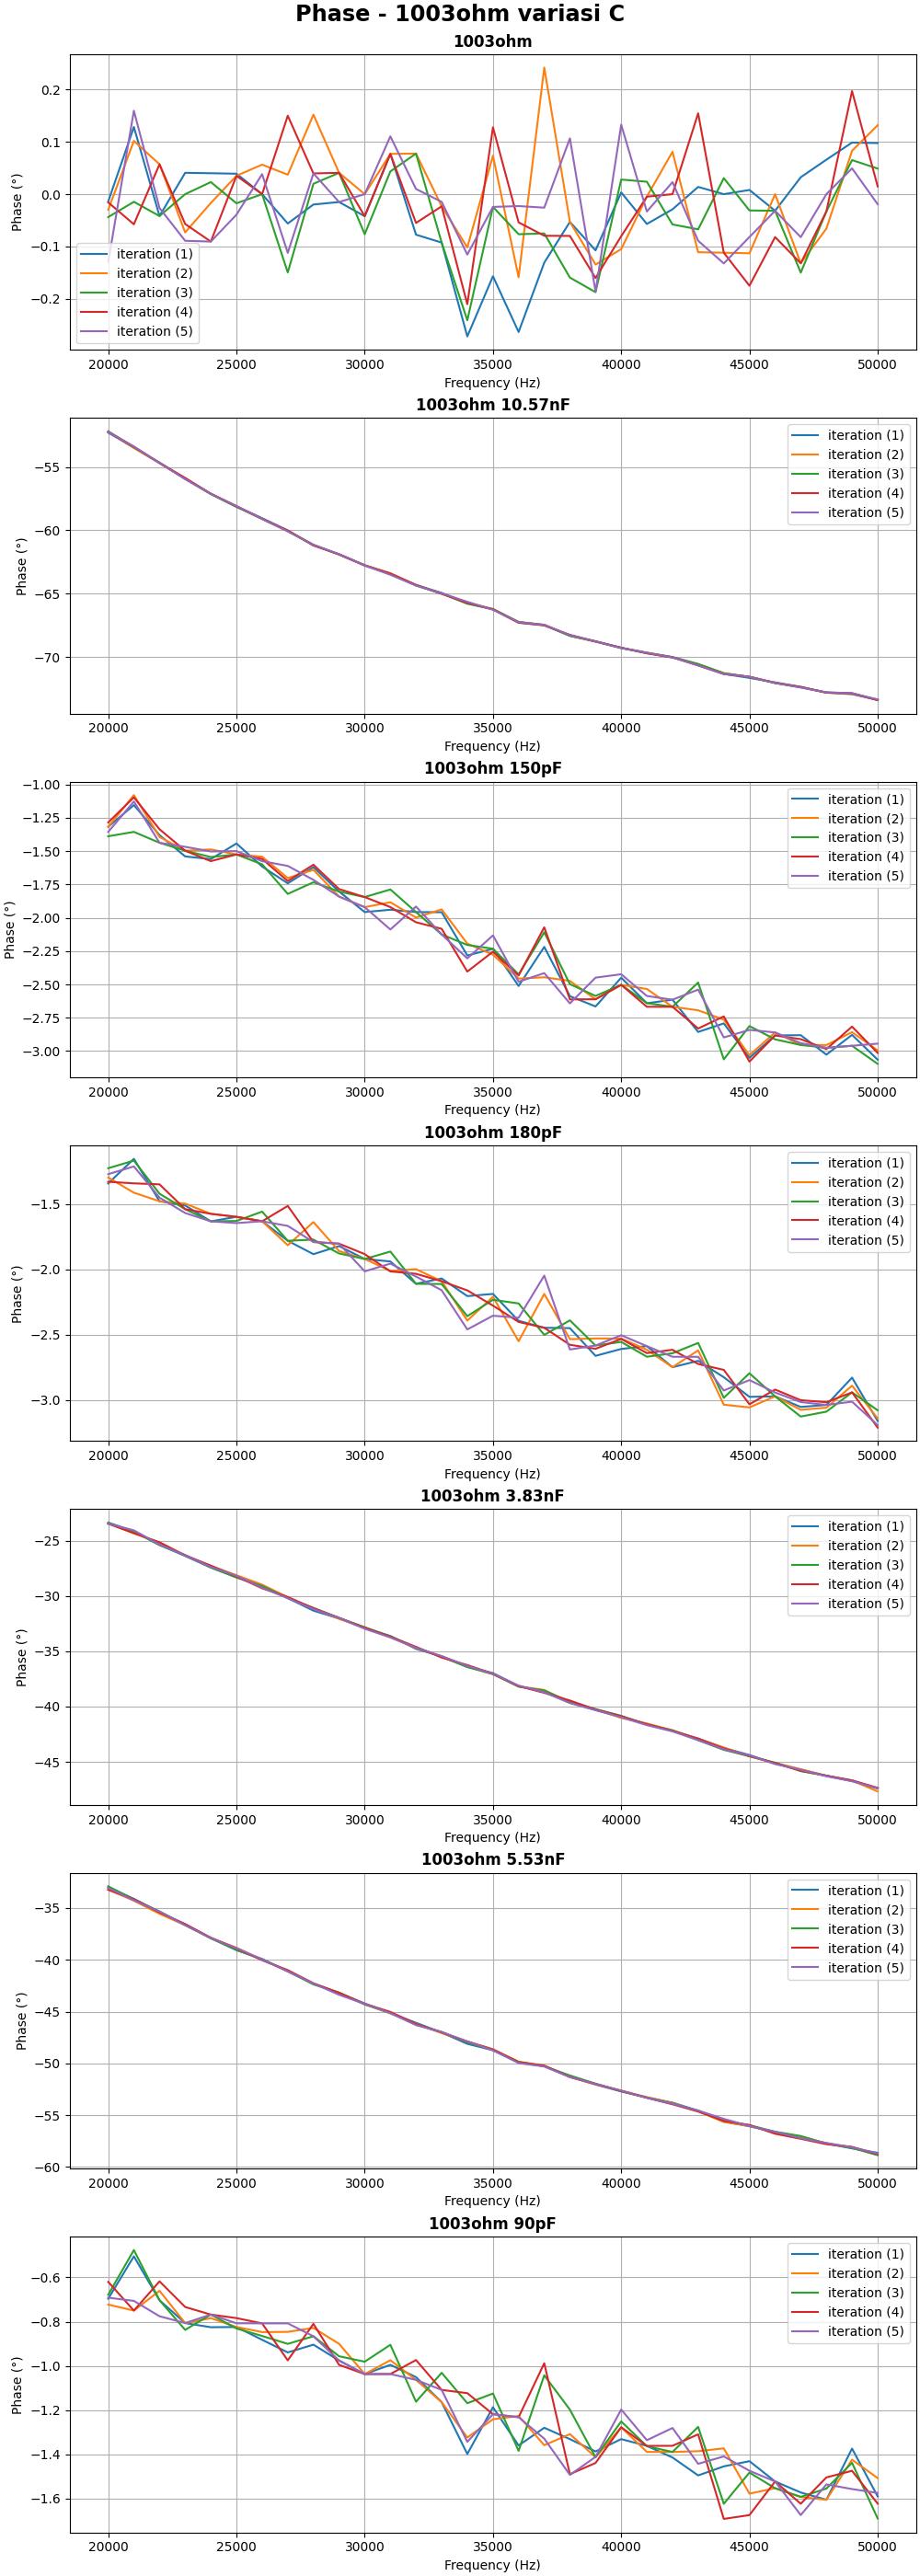 Phase - 1003ohm variasi C
1003ohm
Phase (°)
0.2
0.1
0.0
−0.1
−0.2
iteration (1)
iteration (2)
iteration (3)
iteration (4)
iteration (5)
20000 25000 30000 35000 40000 45000 50000
Frequency (Hz)
1003ohm 10.57nF
Phase (°)
−55
−60
−65
−70
iteration (1)
iteration (2)
iteration (3)
iteration (4)
iteration (5)
20000 25000 30000 35000 40000 45000 50000
Frequency (Hz)
1003ohm 150pF
Phase (°)
−1.00
−1.25
−1.50
−1.75
−2.00
−2.25
−2.50
−2.75
−3.00
iteration (1)
iteration (2)
iteration (3)
iteration (4)
iteration (5)
20000 25000 30000 35000 40000 45000 50000
Frequency (Hz)
1003ohm 180pF
Phase (°)
−1.5
−2.0
−2.5
−3.0
iteration (1)
iteration (2)
iteration (3)
iteration (4)
iteration (5)
20000 25000 30000 35000 40000 45000 50000
Frequency (Hz)
1003ohm 3.83nF
Phase (°)
−25
−30
−35
−40
−45
iteration (1)
iteration (2)
iteration (3)
iteration (4)
iteration (5)
20000 25000 30000 35000 40000 45000 50000
Frequency (Hz)
1003ohm 5.53nF
Phase (°)
−35
−40
−45
−50
−55
−60
iteration (1)
iteration (2)
iteration (3)
iteration (4)
iteration (5)
20000 25000 30000 35000 40000 45000 50000
Frequency (Hz)
1003ohm 90pF
Phase (°)
−0.6
−0.8
−1.0
−1.2
−1.4
−1.6
iteration (1)
iteration (2)
iteration (3)
iteration (4)
iteration (5)
20000 25000 30000 35000 40000 45000 50000
Frequency (Hz)